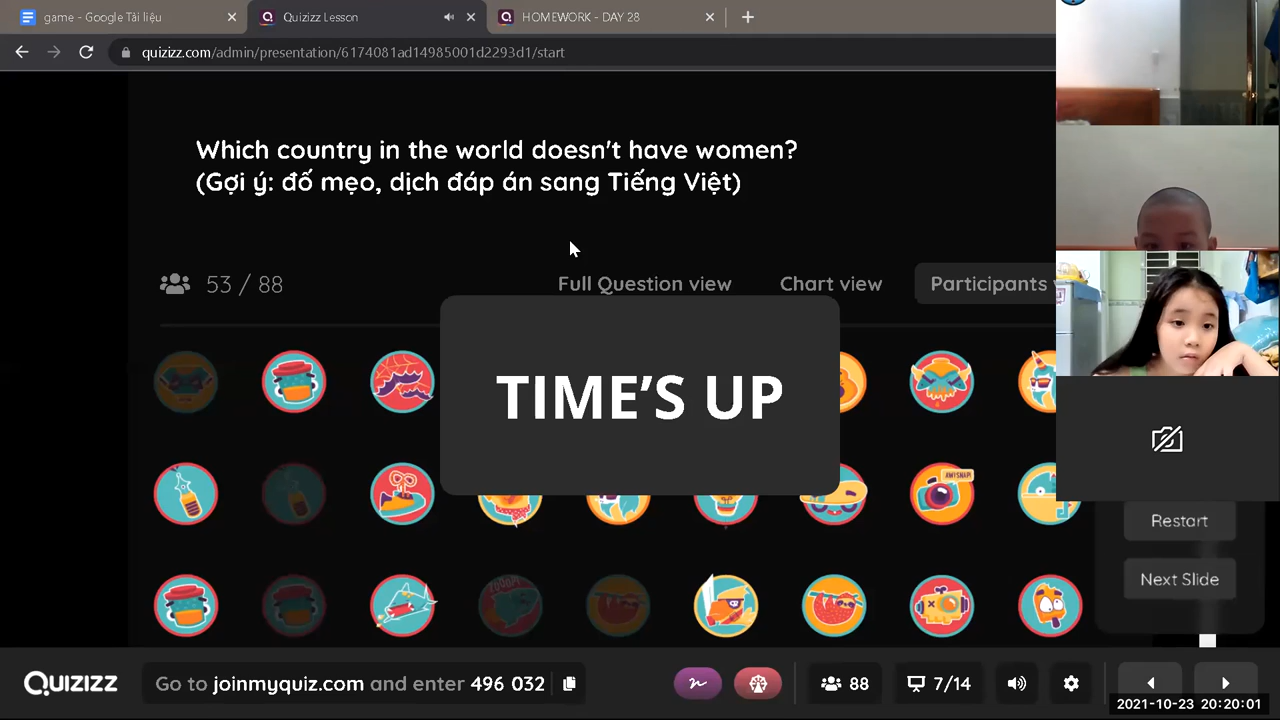 game - Google Tài liệu
Quizizz Lesson
HOMEWORK - DAY 28
quizizz.com/admin/presentation/6174081ad14985001d2293d1/start
Which country in the world doesn't have women?
(Gợi ý: đố mẹo, dịch đáp án sang Tiếng Việt)
53 / 88
Full Question view
Chart view
Participants
TIME'S UP
Restart
Next Slide
Quizizz
Go to joinmyquiz.com and enter 496 032
88
7/14
2021-10-23 20:20:01